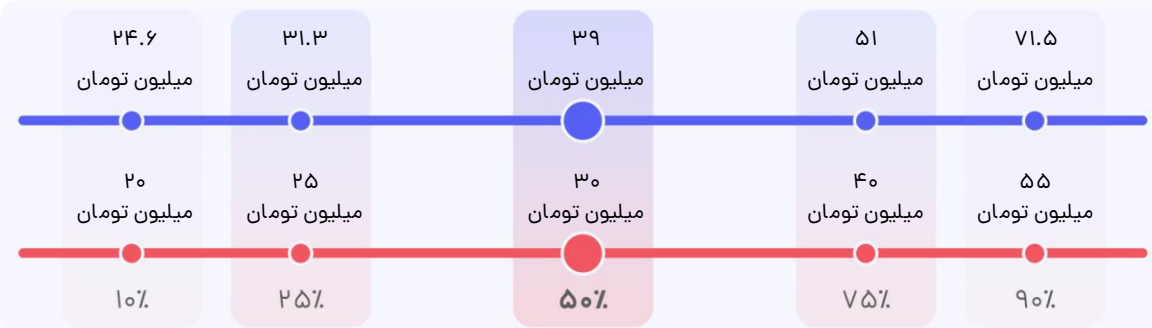 ۲۴.۶ ۳۱.۳ ۳۹ ۵۱ ۷۱.۵
میلیون تومان میلیون تومان میلیون تومان میلیون تومان میلیون تومان
۲۰ ۲۵ ۳۰ ۴۰ ۵۵
میلیون تومان میلیون تومان میلیون تومان میلیون تومان میلیون تومان
۱۰٪ ۲۵٪ ۵۰٪ ۷۵٪ ۹۰٪